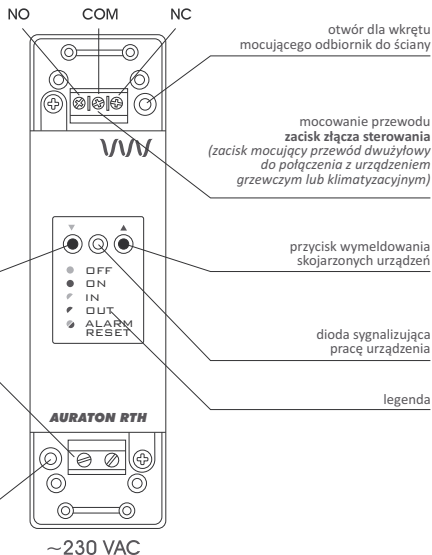 NO COM NC
otwór dla wkrętu
mocującego odbiornik do ściany
mocowanie przewodu
zacisk złącza sterowania
(zacisk mocujący przewód dwużyłowy
do połączenia z urządzeniem
grzewczym lub klimatyzacyjnym)
przycisk wymeldowania
skojarzonych urządzeń
OFF
ON
IN
OUT
ALARM
RESET
dioda sygnalizująca
pracę urządzenia
legenda
AURATON RTH
~230 VAC